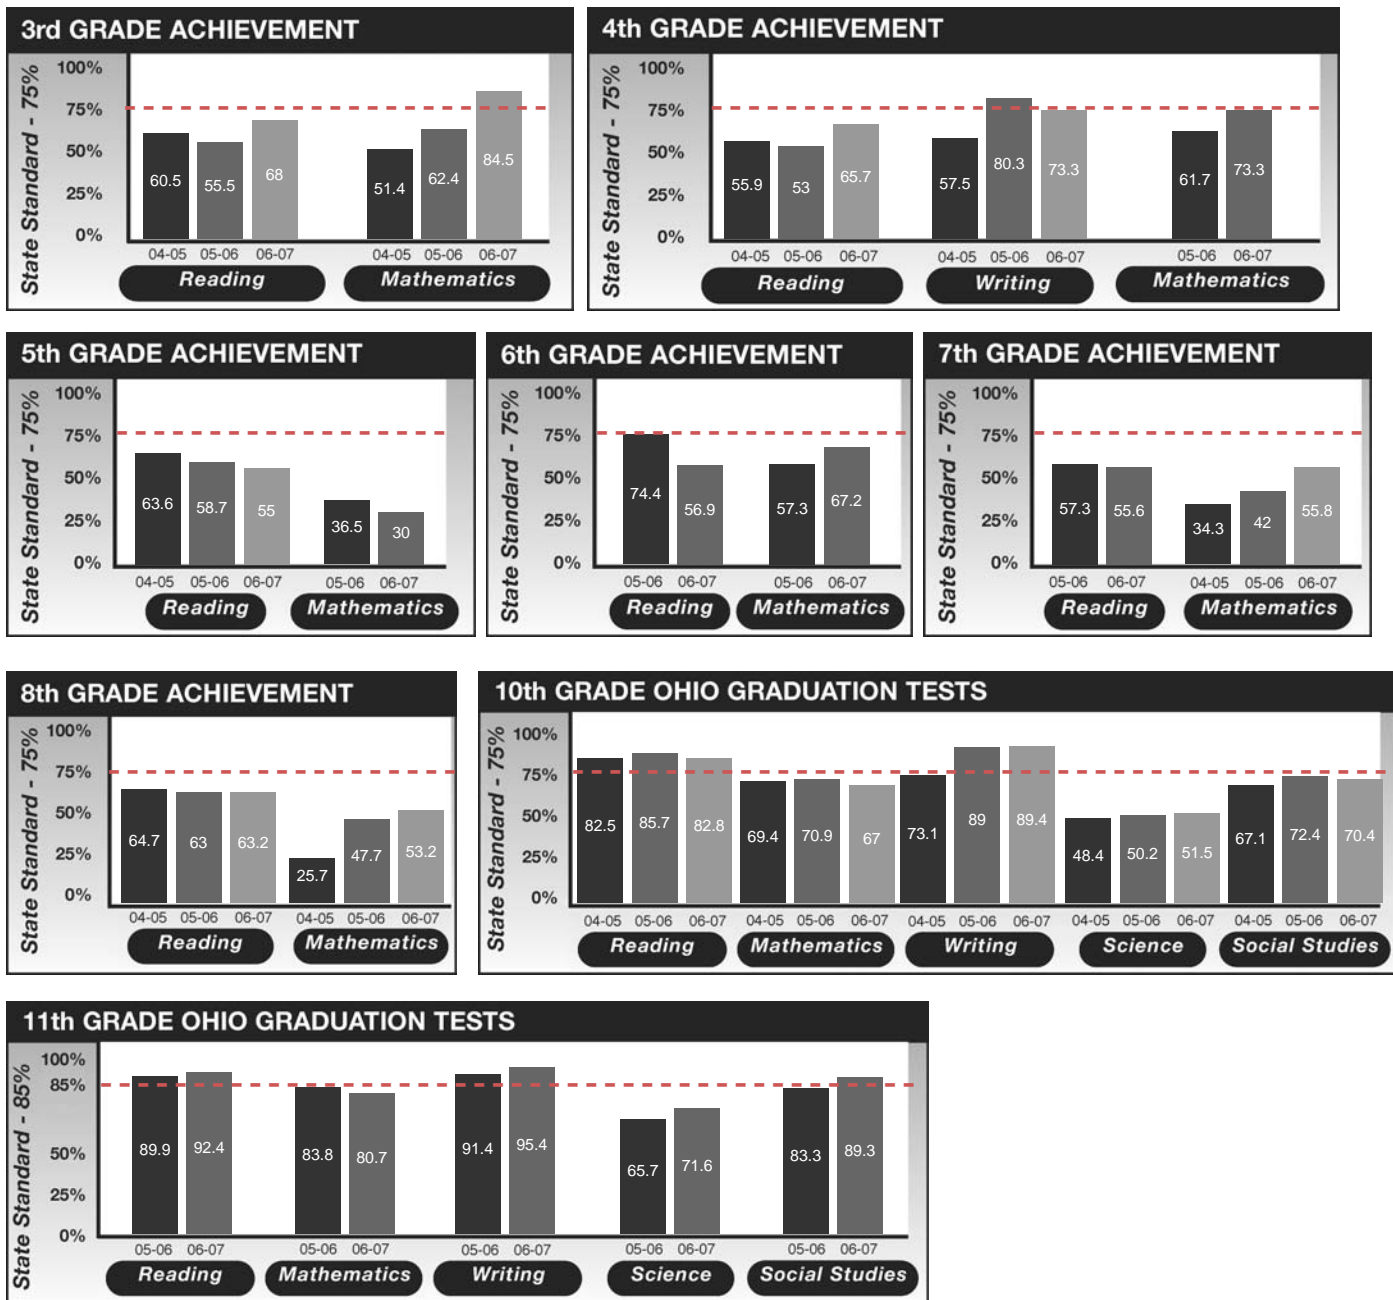 3rd GRADE ACHIEVEMENT
State Standard - 75%
100%
75%
50%
25%
0%
60.5 55.5 68 51.4 62.4 84.5
04-05 05-06 06-07 04-05 05-06 06-07
Reading Mathematics
4th GRADE ACHIEVEMENT
State Standard - 75%
100%
75%
50%
25%
0%
55.9 53 65.7 57.5 80.3 73.3 61.7 73.3
04-05 05-06 06-07 04-05 05-06 06-07 05-06 06-07
Reading Writing Mathematics
5th GRADE ACHIEVEMENT
State Standard - 75%
100%
75%
50%
25%
0%
63.6 58.7 55 36.5 30
04-05 05-06 06-07 05-06 06-07
Reading Mathematics
6th GRADE ACHIEVEMENT
State Standard - 75%
100%
75%
50%
25%
0%
74.4 56.9 57.3 67.2
05-06 06-07 05-06 06-07
Reading Mathematics
7th GRADE ACHIEVEMENT
State Standard - 75%
100%
75%
50%
25%
0%
57.3 55.6 34.3 42 55.8
05-06 06-07 04-05 05-06 06-07
Reading Mathematics
8th GRADE ACHIEVEMENT
State Standard - 75%
100%
75%
50%
25%
0%
64.7 63 63.2 25.7 47.7 53.2
04-05 05-06 06-07 04-05 05-06 06-07
Reading Mathematics
10th GRADE OHIO GRADUATION TESTS
State Standard - 75%
100%
75%
50%
25%
0%
82.5 85.7 82.8 69.4 70.9 67 73.1 89 89.4 48.4 50.2 51.5 67.1 72.4 70.4
04-05 05-06 06-07 04-05 05-06 06-07 04-05 05-06 06-07 04-05 05-06 06-07 04-05 05-06 06-07
Reading Mathematics Writing Science Social Studies
11th GRADE OHIO GRADUATION TESTS
State Standard - 85%
100%
85%
50%
25%
0%
89.9 92.4 83.8 80.7 91.4 95.4 65.7 71.6 83.3 89.3
05-06 06-07 05-06 06-07 05-06 06-07 05-06 06-07 05-06 06-07
Reading Mathematics Writing Science Social Studies